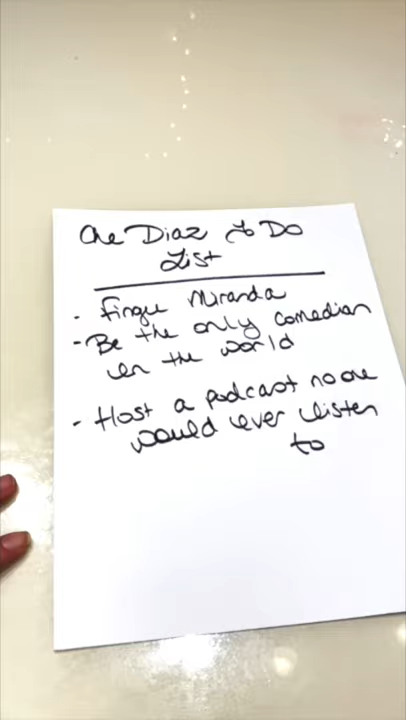 Che Diaz To Do
List
- Finger Miranda
- Be the only comedian
in the world
- Host a podcast no one
would ever listen
to